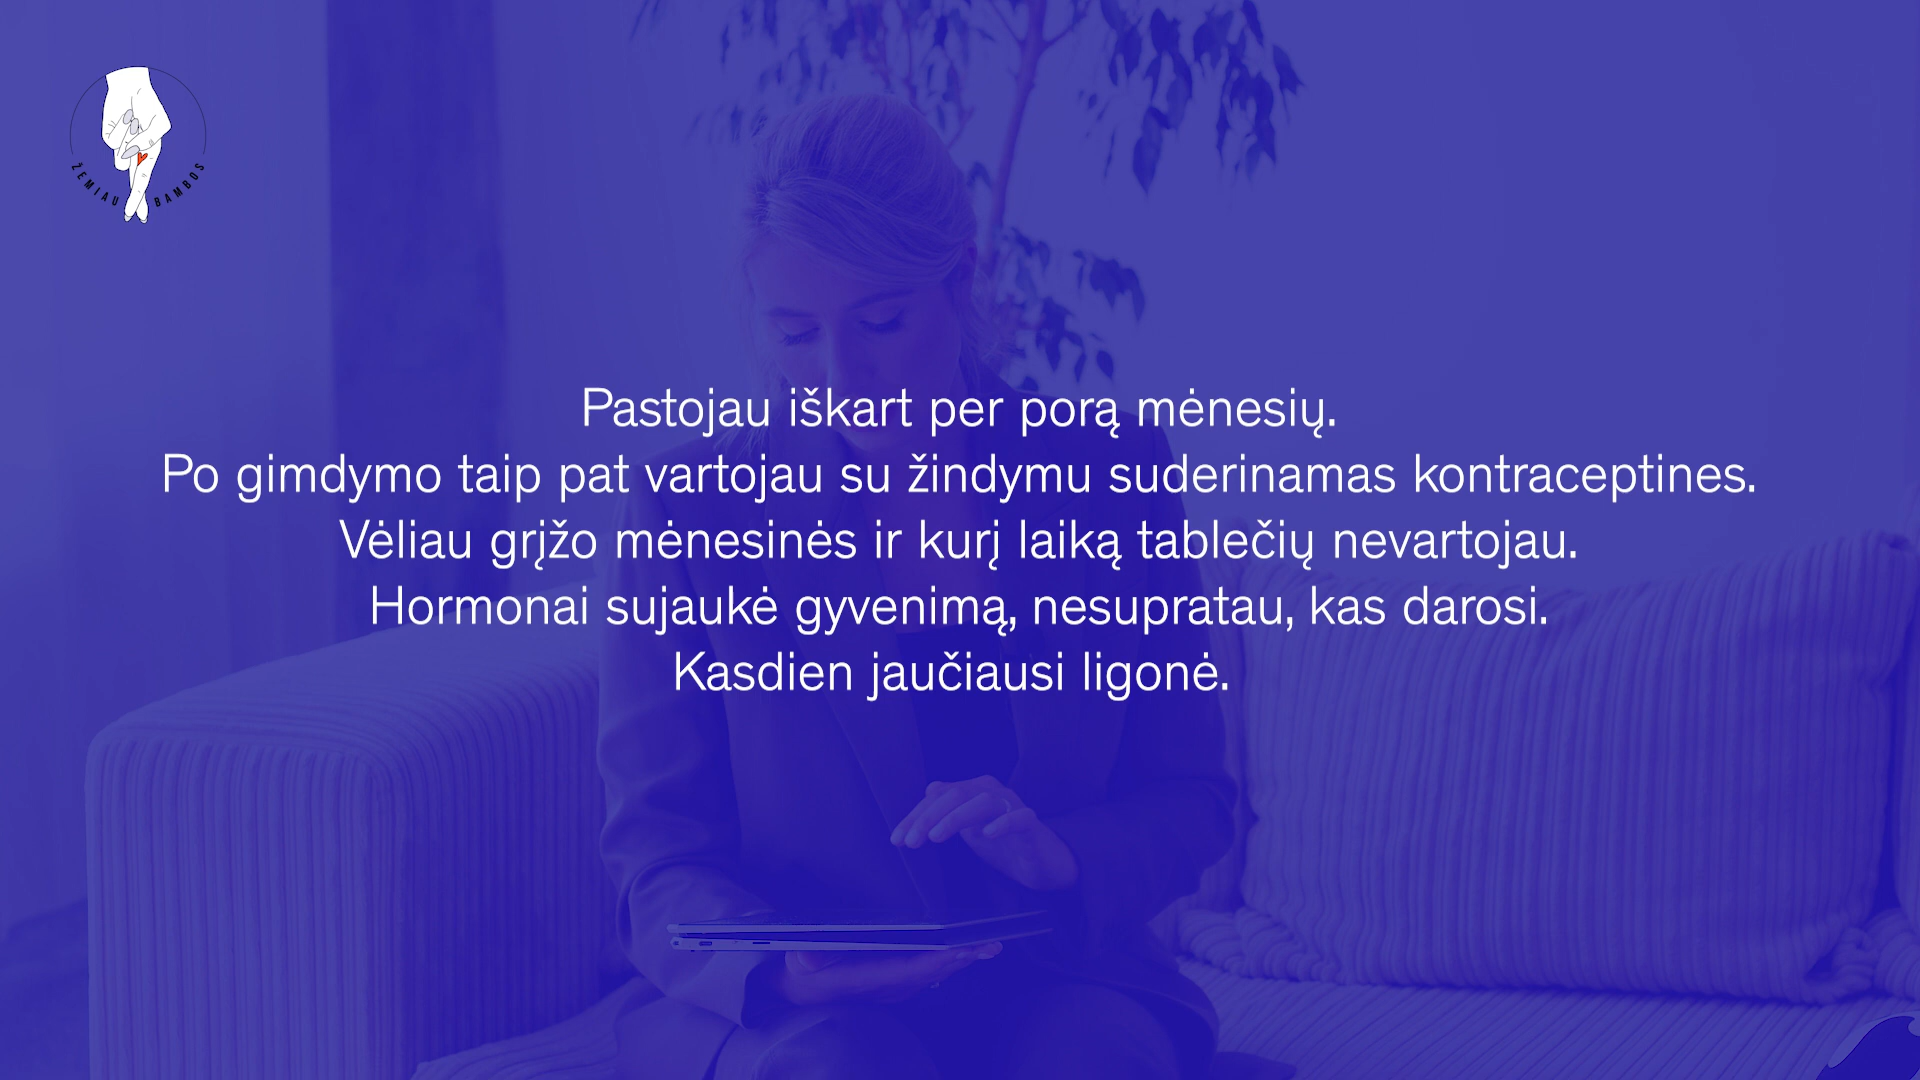 ŽEMIAU BAMBOS
Pastojau iškart per porą mėnesių.
Po gimdymo taip pat vartojau su žindymu suderinamas kontraceptines.
Vėliau grįžo mėnesinės ir kurį laiką tablečių nevartojau.
Hormonai sujaukė gyvenimą, nesupratau, kas darosi.
Kasdien jaučiausi ligonė.